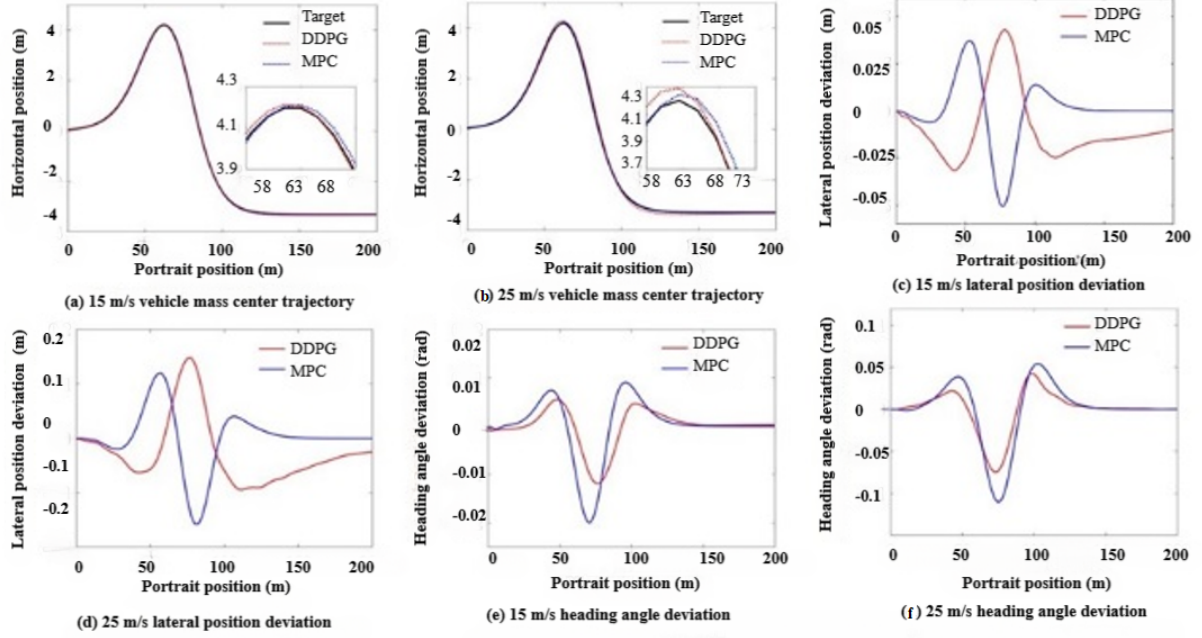 Horizontal position (m)
4
2
0
-2
-4
Target
DDPG
MPC
4.3
4.1
3.9
58 63 68
0 50 100 150 200
Portrait position (m)
(a) 15 m/s vehicle mass center trajectory
Horizontal position (m)
4
2
0
-2
-4
Target
DDPG
MPC
4.3
4.1
3.9
3.7
58 63 68 73
0 50 100 150 200
Portrait position (m)
(b) 25 m/s vehicle mass center trajectory
Lateral position deviation (m)
0.05
0.025
0
-0.025
-0.05
DDPG
MPC
0 50 100 150 200
Portrait position (m)
(c) 15 m/s lateral position deviation
Lateral position deviation (m)
0.2
0.1
0
-0.1
-0.2
DDPG
MPC
0 50 100 150 200
Portrait position (m)
(d) 25 m/s lateral position deviation
Heading angle deviation (rad)
0.02
0.01
0
-0.01
-0.02
DDPG
MPC
0 50 100 150 200
Portrait position (m)
(e) 15 m/s heading angle deviation
Heading angle deviation (rad)
0.1
0.05
0
-0.05
-0.1
DDPG
MPC
0 50 100 150 200
Portrait position (m)
(f) 25 m/s heading angle deviation